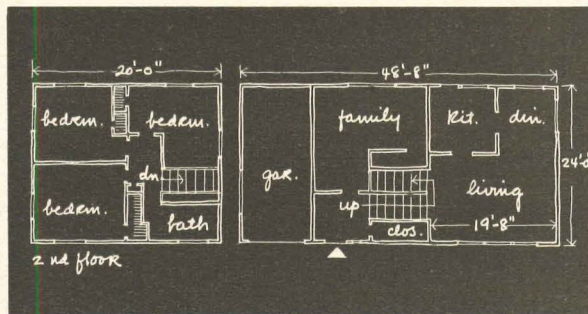 20'-0"
bedrm.
bedrm.
dn
bedrm.
bath
2nd floor
48'-8"
family
kit.
din.
gar.
24'-0
up
living
clos.
19'-8"